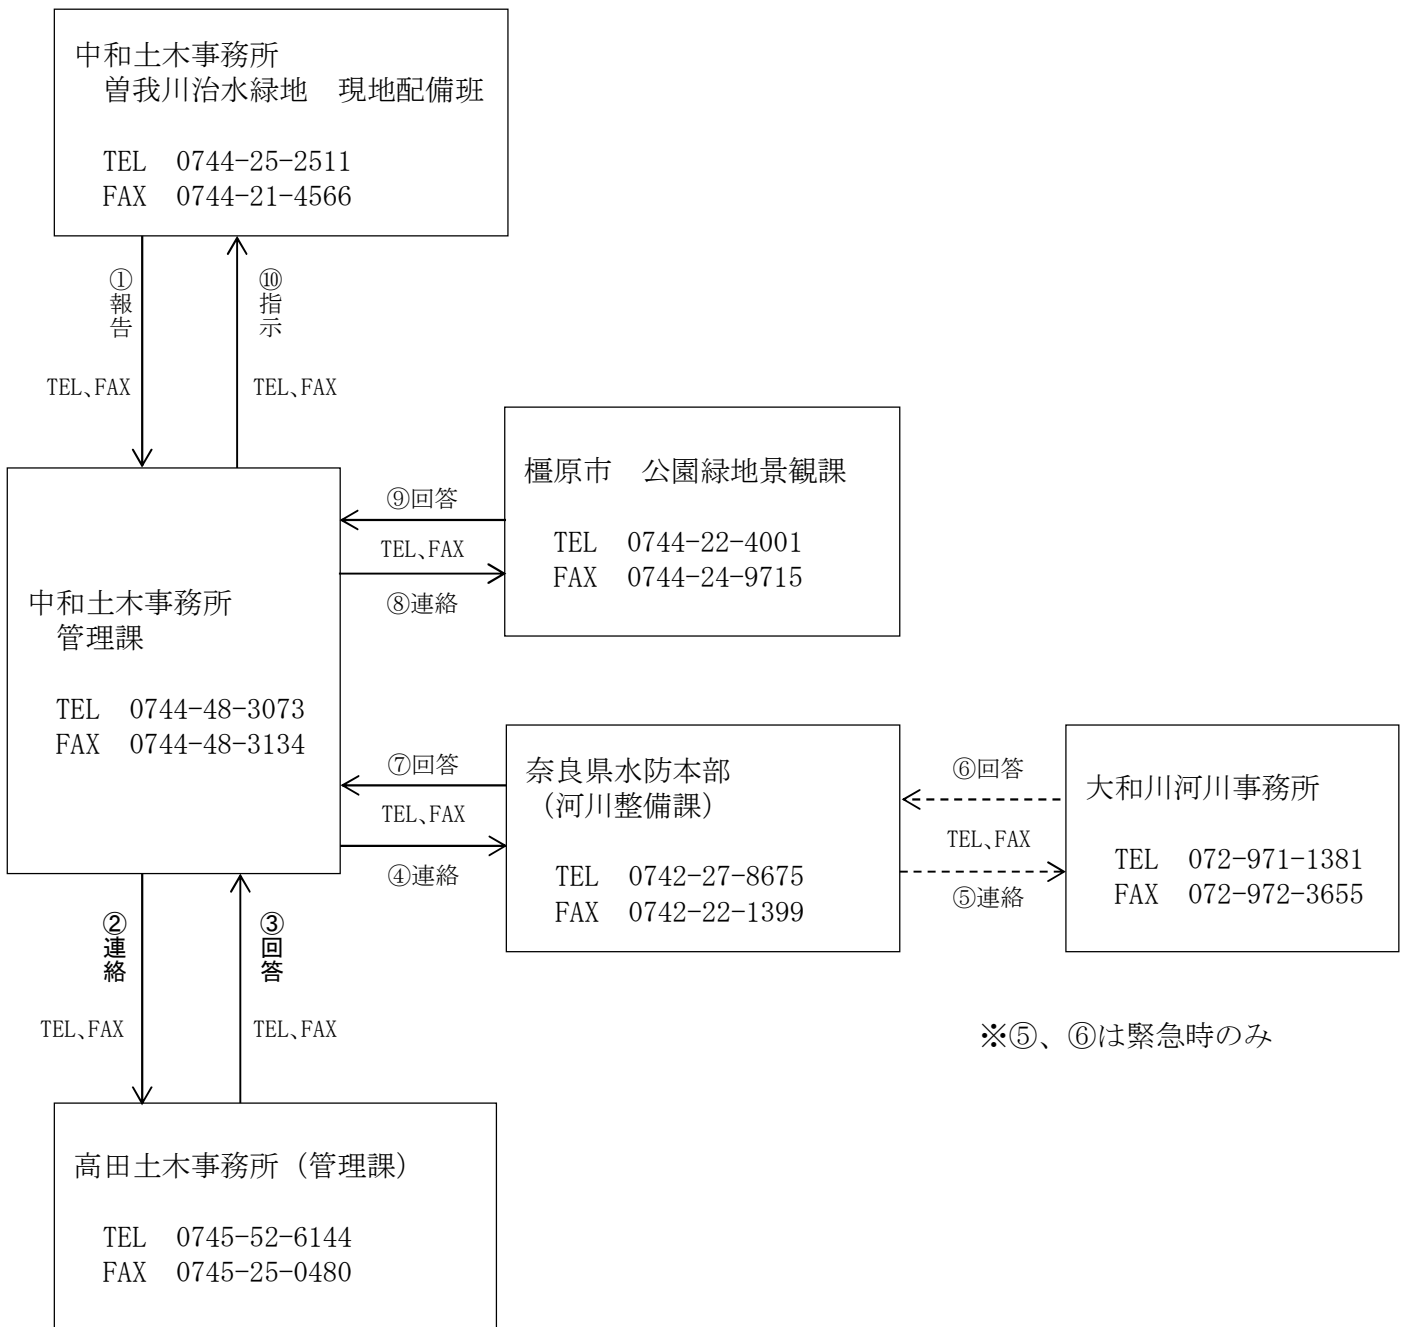 中和土木事務所
曽我川治水緑地　現地配備班
TEL　0744-25-2511
FAX　0744-21-4566
①報告
TEL、FAX
⑩指示
TEL、FAX
橿原市　公園緑地景観課
TEL　0744-22-4001
FAX　0744-24-9715
⑨回答
TEL、FAX
⑧連絡
中和土木事務所
管理課
TEL　0744-48-3073
FAX　0744-48-3134
⑦回答
TEL、FAX
④連絡
奈良県水防本部
（河川整備課）
TEL　0742-27-8675
FAX　0742-22-1399
⑥回答
TEL、FAX
⑤連絡
大和川河川事務所
TEL　072-971-1381
FAX　072-972-3655
②連絡
TEL、FAX
③回答
TEL、FAX
※⑤、⑥は緊急時のみ
高田土木事務所（管理課）
TEL　0745-52-6144
FAX　0745-25-0480